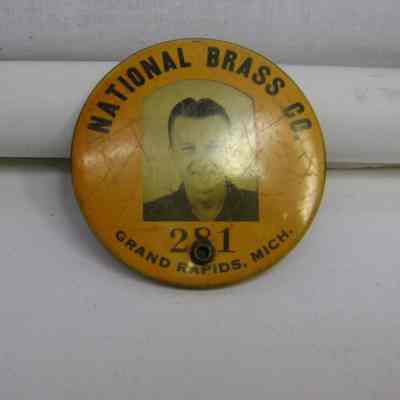 NATIONAL BRASS CO.
281
GRAND RAPIDS, MICH.